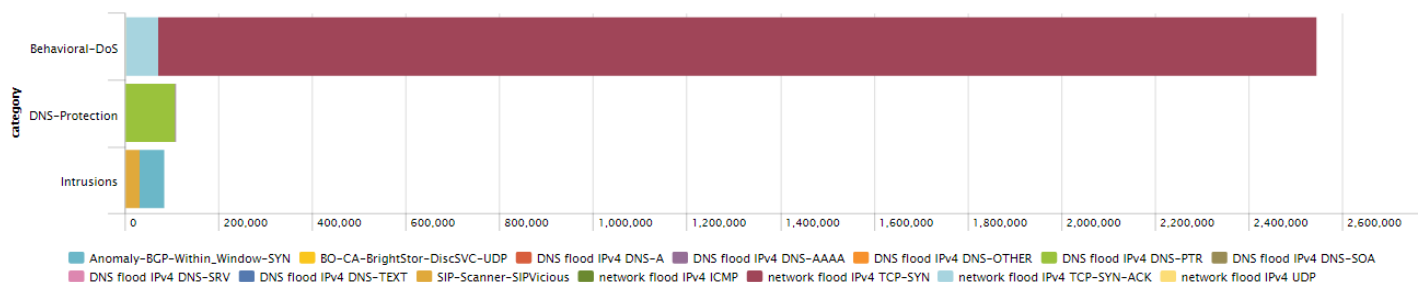 category
Behavioral-DoS
DNS-Protection
Intrusions
0 200,000 400,000 600,000 800,000 1,000,000 1,200,000 1,400,000 1,600,000 1,800,000 2,000,000 2,200,000 2,400,000 2,600,000
Anomaly-BGP-Within_Window-SYN BO-CA-BrightStor-DiscSVC-UDP DNS flood IPv4 DNS-A DNS flood IPv4 DNS-AAAA DNS flood IPv4 DNS-OTHER DNS flood IPv4 DNS-PTR DNS flood IPv4 DNS-SOA
DNS flood IPv4 DNS-SRV DNS flood IPv4 DNS-TEXT SIP-Scanner-SIPVicious network flood IPv4 ICMP network flood IPv4 TCP-SYN network flood IPv4 TCP-SYN-ACK network flood IPv4 UDP